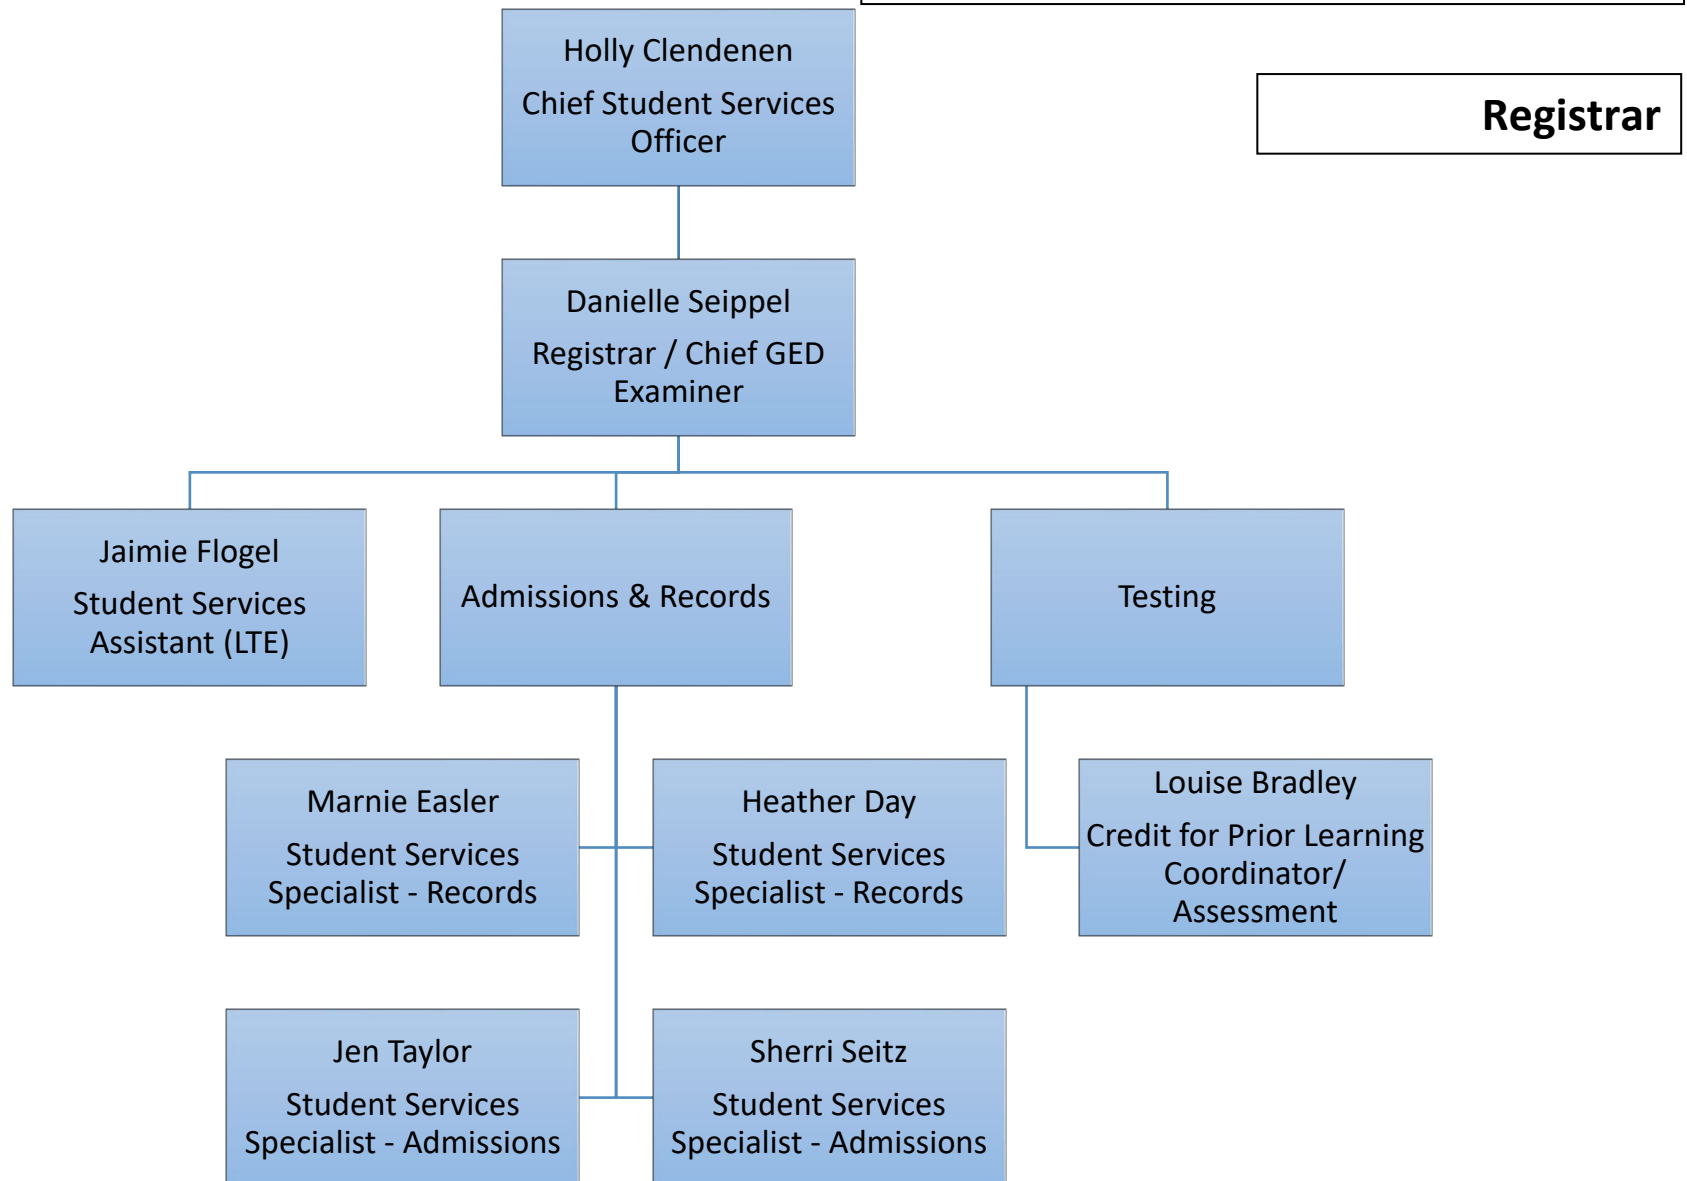 Holly Clendenen
Chief Student Services
Officer
Registrar
Danielle Seippel
Registrar / Chief GED
Examiner
Jaimie Flogel
Student Services
Assistant (LTE)
Admissions & Records
Testing
Marnie Easler
Student Services
Specialist - Records
Heather Day
Student Services
Specialist - Records
Louise Bradley
Credit for Prior Learning
Coordinator/
Assessment
Jen Taylor
Student Services
Specialist - Admissions
Sherri Seitz
Student Services
Specialist - Admissions